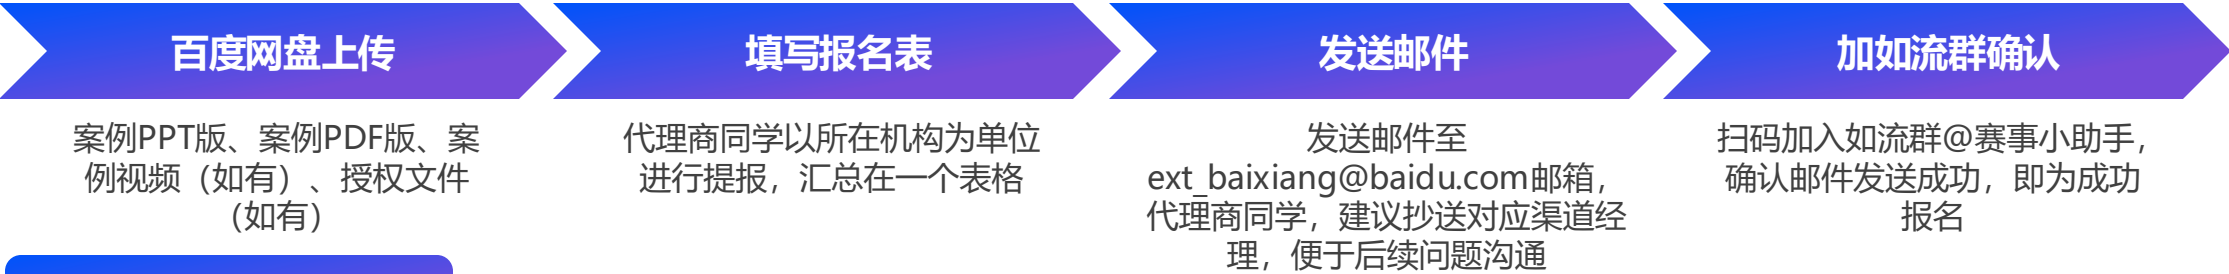 百度网盘上传
填写报名表
发送邮件
加如流群确认
案例PPT版、案例PDF版、案
例视频（如有）、授权文件
（如有）
代理商同学以所在机构为单位
进行提报，汇总在一个表格
发送邮件至
ext_baixiang@baidu.com邮箱，
代理商同学，建议抄送对应渠道经
理，便于后续问题沟通
扫码加入如流群@赛事小助手，
确认邮件发送成功，即为成功
报名